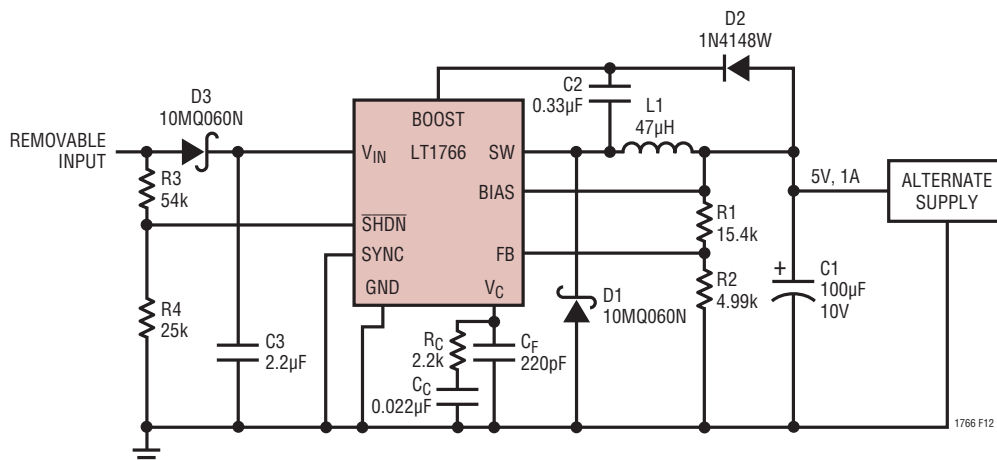 D2
1N4148W
C2
0.33µF
L1
47µH
D3
10MQ060N
REMOVABLE
INPUT
BOOST
LT1766
VIN
SW
BIAS
SHDN
SYNC
FB
GND
VC
R3
54k
R4
25k
C3
2.2µF
RC
2.2k
CC
0.022µF
CF
220pF
D1
10MQ060N
R1
15.4k
R2
4.99k
5V, 1A
ALTERNATE
SUPPLY
+
C1
100µF
10V
1766 F12